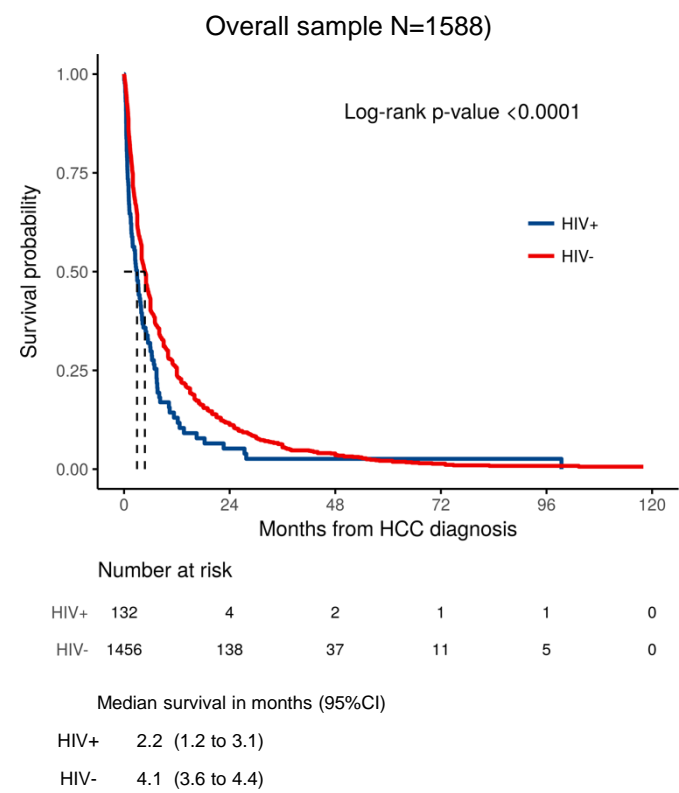 Overall sample N=1588)
1.00
Log-rank p-value <0.0001
0.75
HIV+
HIV-
0.50
Survival probability
0.25
0.00
0 24 48 72 96 120
Months from HCC diagnosis
Number at risk
HIV+ 132 4 2 1 1 0
HIV- 1456 138 37 11 5 0
Median survival in months (95%CI)
HIV+ 2.2 (1.2 to 3.1)
HIV- 4.1 (3.6 to 4.4)